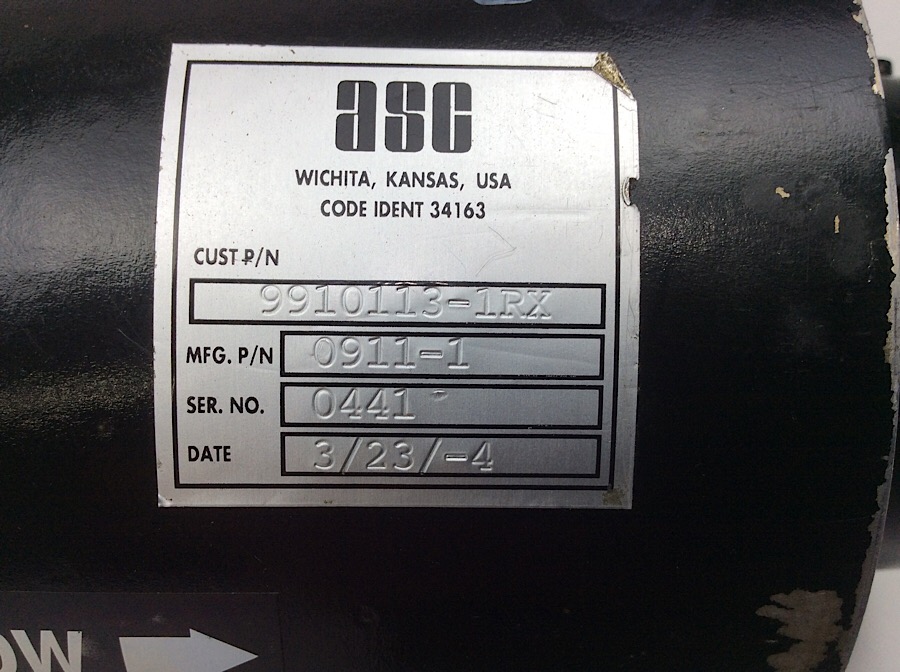 asc
WICHITA, KANSAS, USA
CODE IDENT 34163
CUST P/N
9910113-1RX
MFG. P/N 0911-1
SER. NO. 0441
DATE 3/23/-4
OW